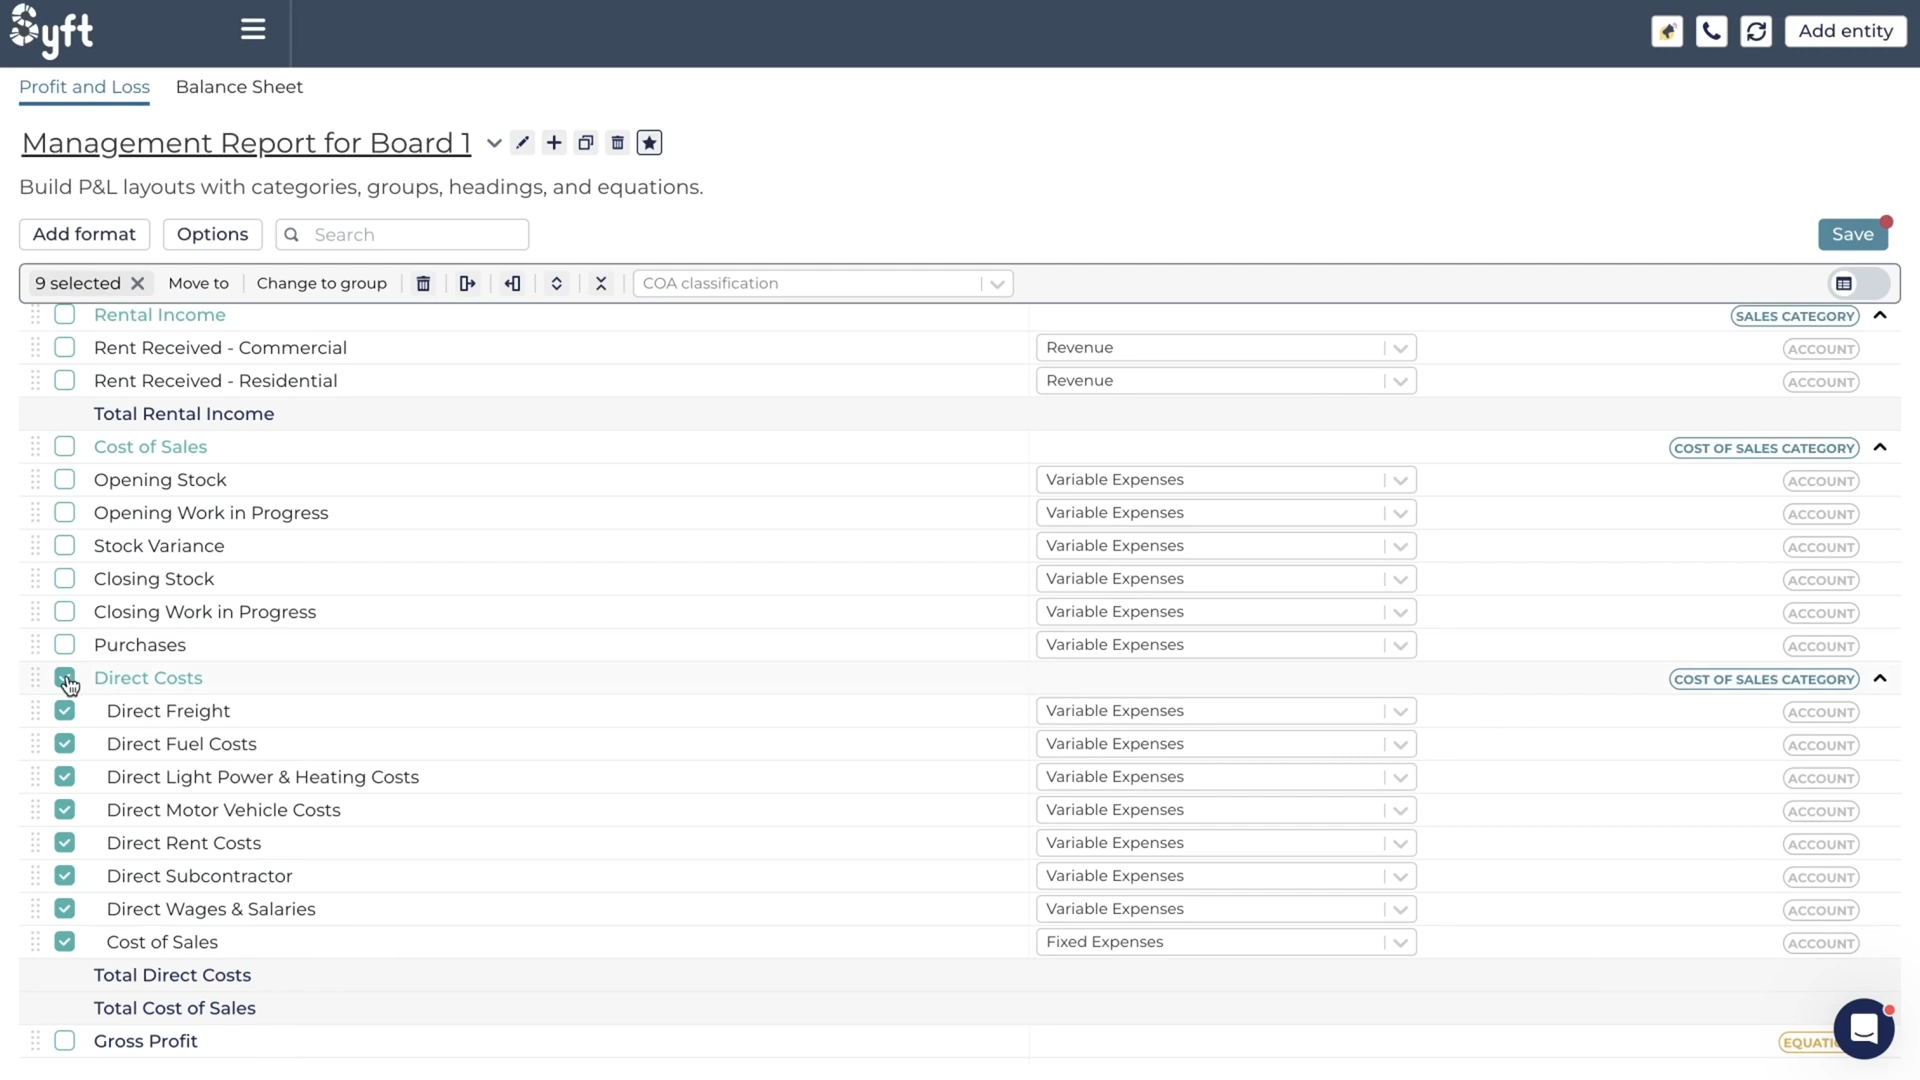 Syft
Add entity
Profit and Loss Balance Sheet
Management Report for Board 1
Build P&L layouts with categories, groups, headings, and equations.
Add format Options Search Save
9 selected Move to Change to group COA classification
Rental Income SALES CATEGORY
Rent Received - Commercial Revenue ACCOUNT
Rent Received - Residential Revenue ACCOUNT
Total Rental Income
Cost of Sales COST OF SALES CATEGORY
Opening Stock Variable Expenses ACCOUNT
Opening Work in Progress Variable Expenses ACCOUNT
Stock Variance Variable Expenses ACCOUNT
Closing Stock Variable Expenses ACCOUNT
Closing Work in Progress Variable Expenses ACCOUNT
Purchases Variable Expenses ACCOUNT
Direct Costs COST OF SALES CATEGORY
Direct Freight Variable Expenses ACCOUNT
Direct Fuel Costs Variable Expenses ACCOUNT
Direct Light Power & Heating Costs Variable Expenses ACCOUNT
Direct Motor Vehicle Costs Variable Expenses ACCOUNT
Direct Rent Costs Variable Expenses ACCOUNT
Direct Subcontractor Variable Expenses ACCOUNT
Direct Wages & Salaries Variable Expenses ACCOUNT
Cost of Sales Fixed Expenses ACCOUNT
Total Direct Costs
Total Cost of Sales
Gross Profit